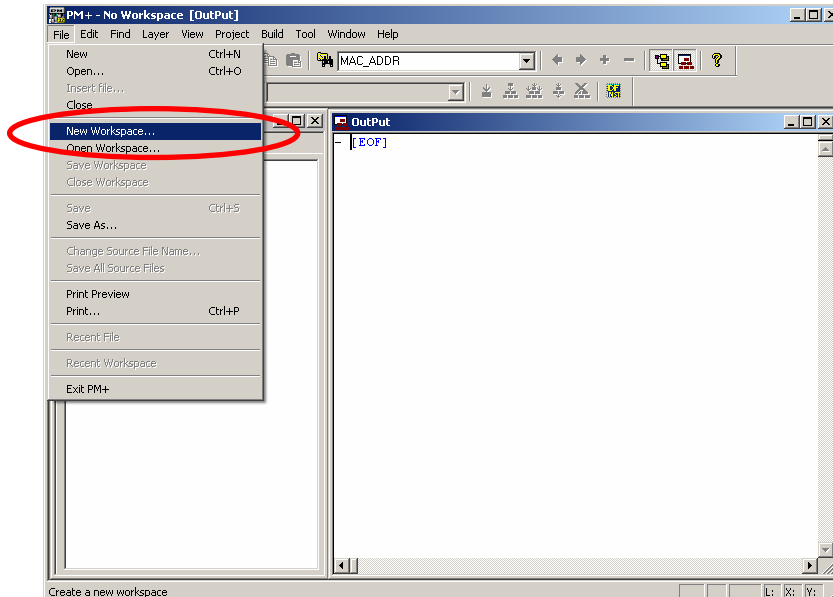 PM+ - No Workspace [OutPut]
File Edit Find Layer View Project Build Tool Window Help
New Ctrl+N
Open... Ctrl+O
Insert file...
Close
New Workspace...
Open Workspace...
Save Workspace
Close Workspace
Save Ctrl+S
Save As...
Change Source File Name...
Save All Source Files
Print Preview
Print... Ctrl+P
Recent File
Recent Workspace
Exit PM+
MAC_ADDR
OutPut
[EOF]
Create a new workspace
L: X: Y: